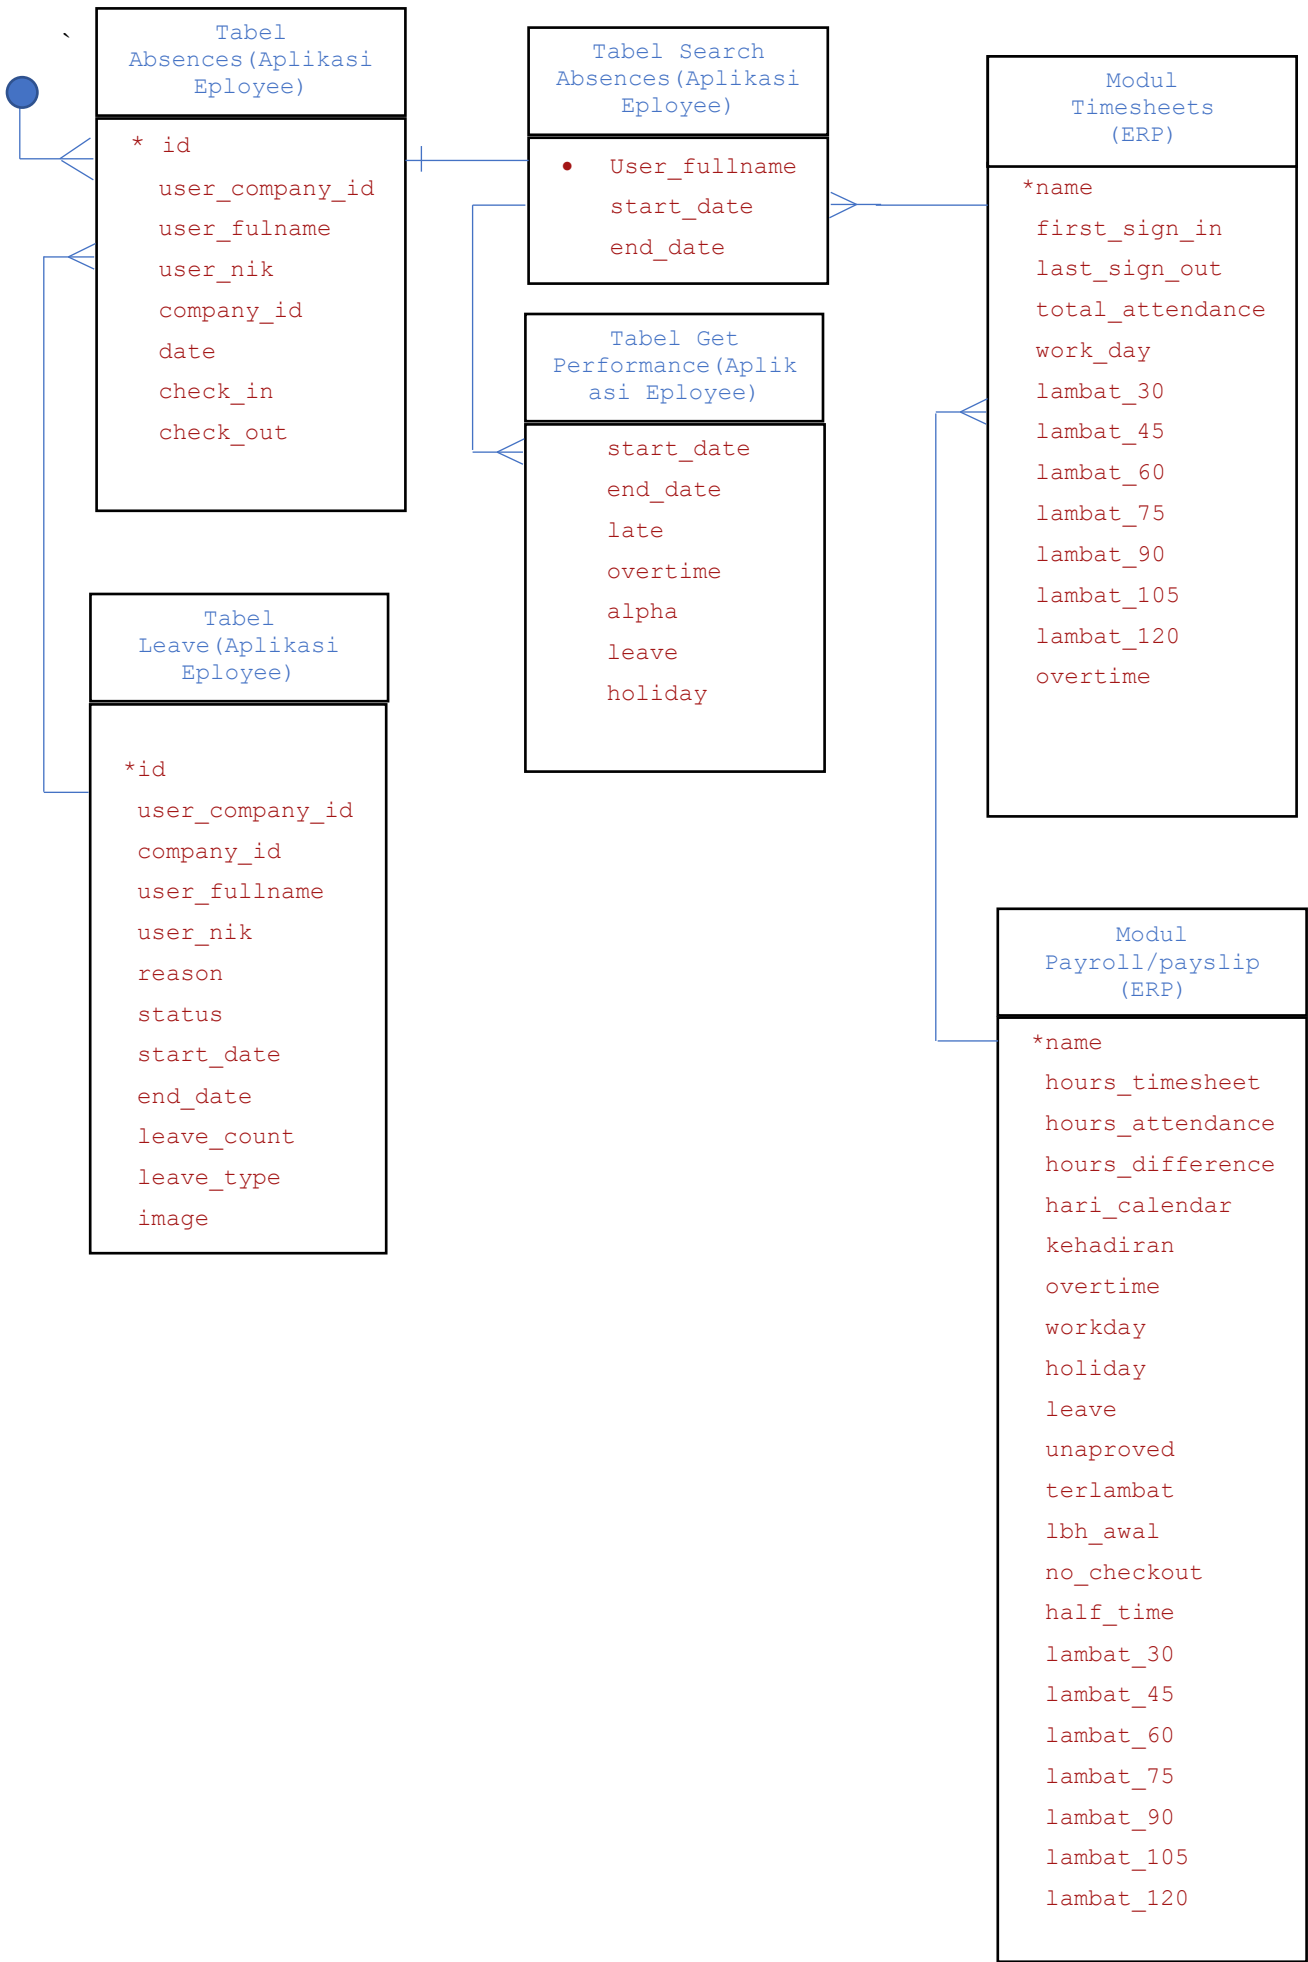 `
Tabel
Absences(Aplikasi
Eployee)
* id
user_company_id
user_fulname
user_nik
company_id
date
check_in
check_out
Tabel Search
Absences(Aplikasi
Eployee)
• User_fullname
start_date
end_date
Modul
Timesheets
(ERP)
*name
first_sign_in
last_sign_out
total_attendance
work_day
lambat_30
lambat_45
lambat_60
lambat_75
lambat_90
lambat_105
lambat_120
overtime
Tabel Get
Performance(Aplik
asi Eployee)
start_date
end_date
late
overtime
alpha
leave
holiday
Tabel
Leave(Aplikasi
Eployee)
*id
user_company_id
company_id
user_fullname
user_nik
reason
status
start_date
end_date
leave_count
leave_type
image
Modul
Payroll/payslip
(ERP)
*name
hours_timesheet
hours_attendance
hours_difference
hari_calendar
kehadiran
overtime
workday
holiday
leave
unaproved
terlambat
lbh_awal
no_checkout
half_time
lambat_30
lambat_45
lambat_60
lambat_75
lambat_90
lambat_105
lambat_120